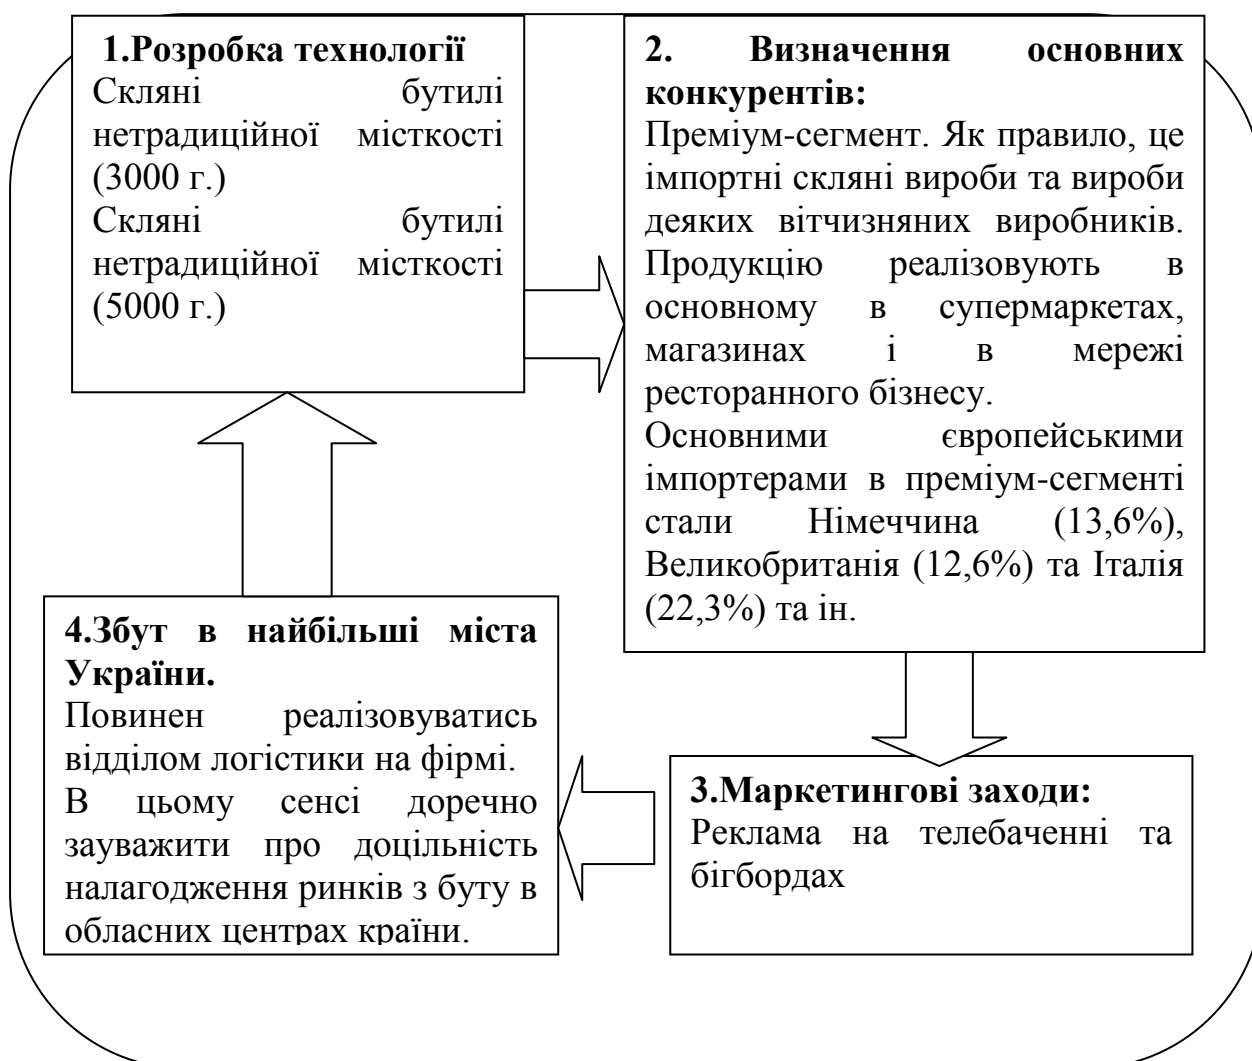 1.Розробка технології
Скляні бутилі
нетрадиційної місткості
(3000 г.)
Скляні бутилі
нетрадиційної місткості
(5000 г.)
2. Визначення основних
конкурентів:
Преміум-сегмент. Як правило, це
імпортні скляні вироби та вироби
деяких вітчизняних виробників.
Продукцію реалізовують в
основному в супермаркетах,
магазинах і в мережі
ресторанного бізнесу.
Основними європейськими
імпортерами в преміум-сегменті
стали Німеччина (13,6%),
Великобританія (12,6%) та Італія
(22,3%) та ін.
3.Маркетингові заходи:
Реклама на телебаченні та
бігбордах
4.Збут в найбільші міста
України.
Повинен реалізовуватись
відділом логістики на фірмі.
В цьому сенсі доречно
зауважити про доцільність
налагодження ринків з буту в
обласних центрах країни.